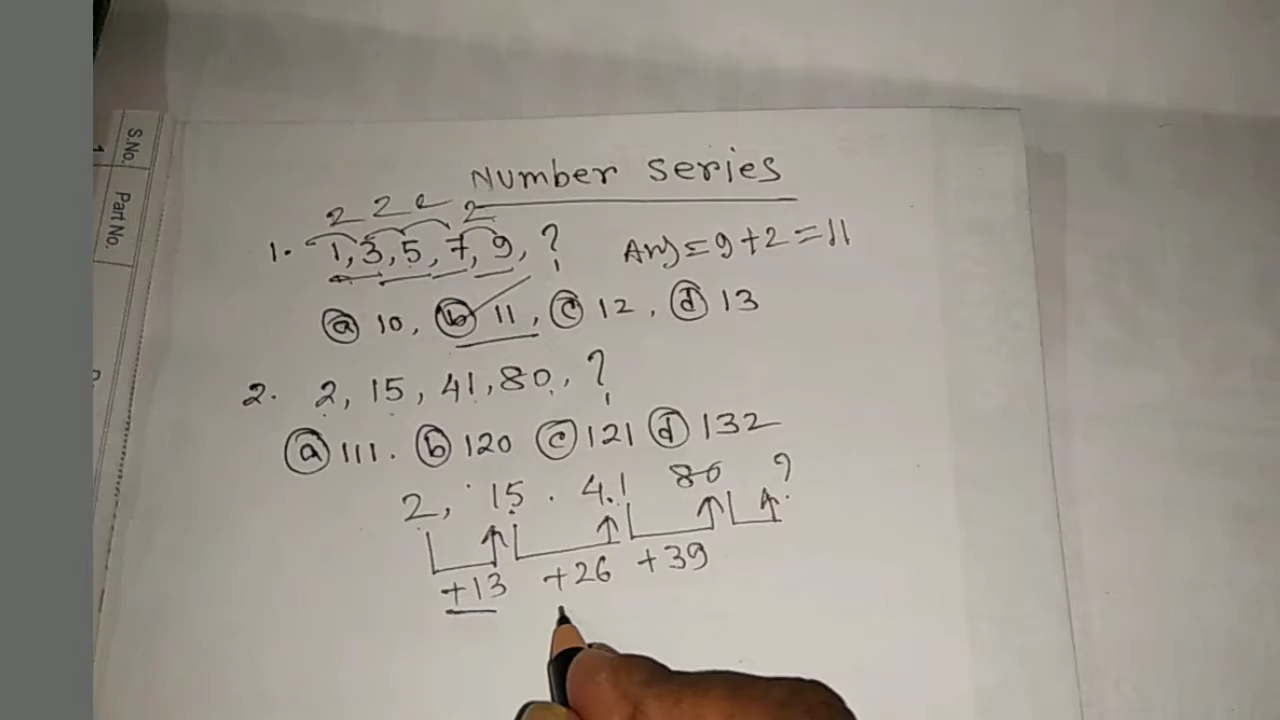 S.No.
Part No.
1
Number series
2 2 2 2
1. 1, 3, 5, 7, 9, ? Ans = 9+2=11
ⓐ 10, ⓑ 11, ⓒ 12, ⓓ 13
2. 2, 15, 41, 80, ?
ⓐ 111. ⓑ 120 ⓒ 121 ⓓ 132
2, 15. 41 80 ?
+13 +26 +39